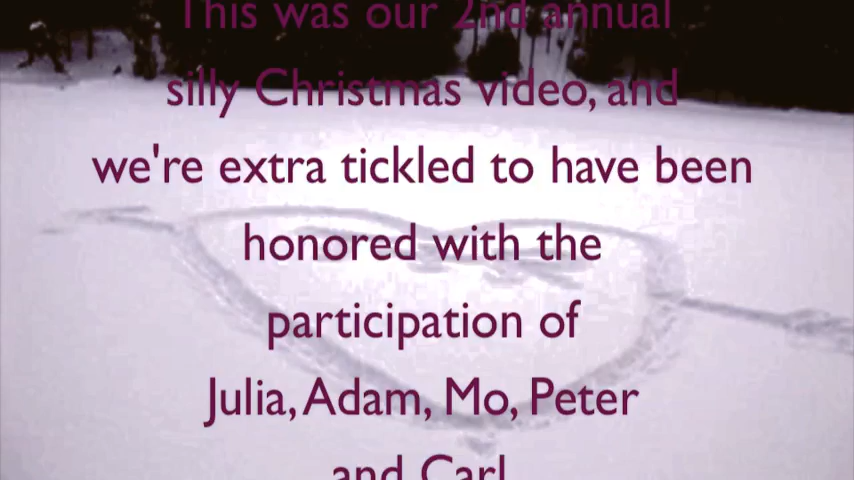 This was our 2nd annual
silly Christmas video, and
we're extra tickled to have been
honored with the
participation of
Julia, Adam, Mo, Peter
and Carl